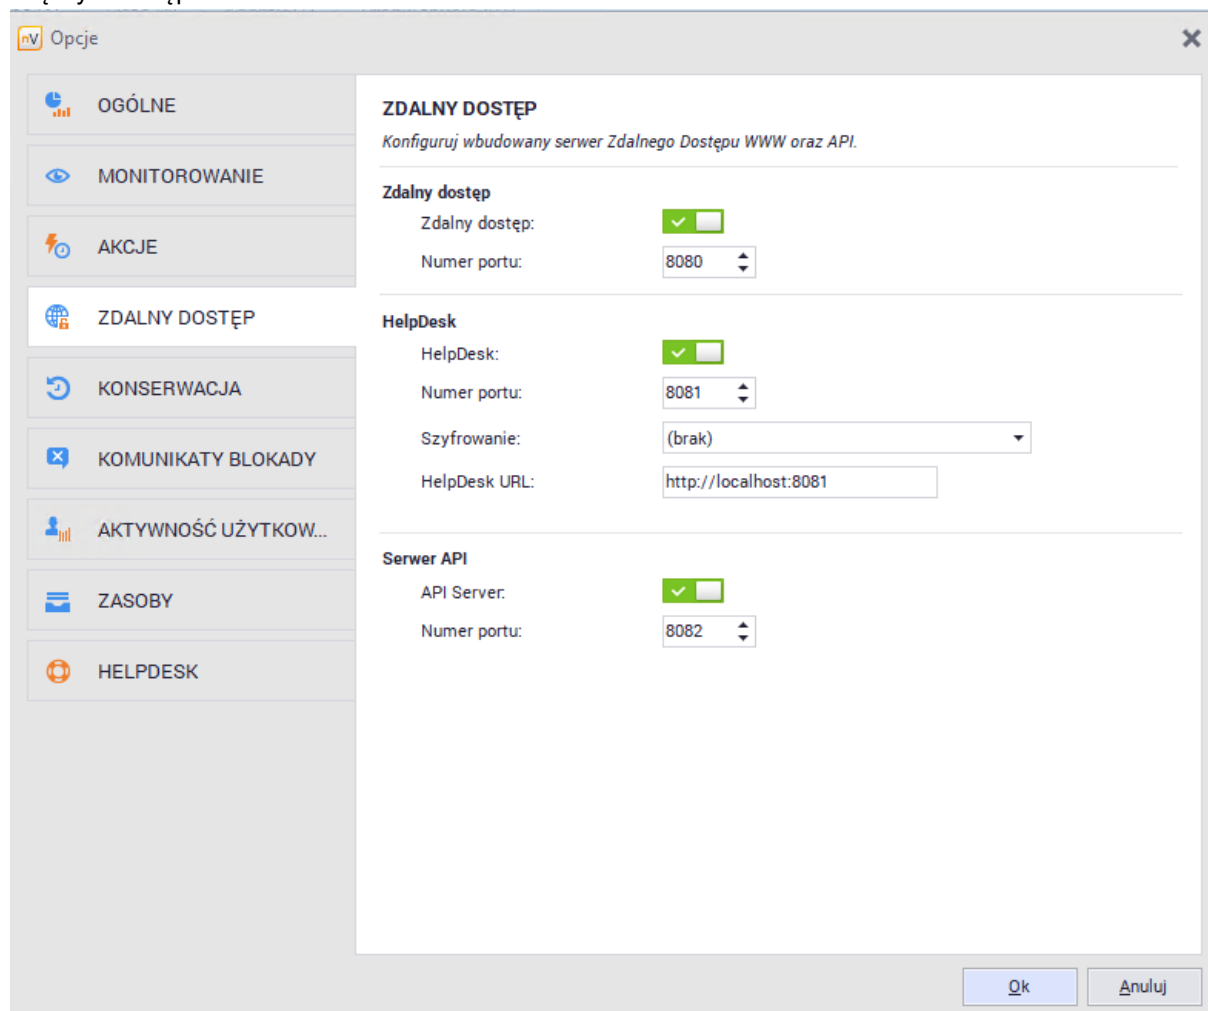 nV Opcje
OGÓLNE
MONITOROWANIE
AKCJE
ZDALNY DOSTĘP
KONSERWACJA
KOMUNIKATY BLOKADY
AKTYWNOŚĆ UŻYTKOW...
ZASOBY
HELPDESK
ZDALNY DOSTĘP
Konfiguruj wbudowany serwer Zdalnego Dostępu WWW oraz API.
Zdalny dostęp
Zdalny dostęp:
Numer portu: 8080
HelpDesk
HelpDesk:
Numer portu: 8081
Szyfrowanie: (brak)
HelpDesk URL: http://localhost:8081
Serwer API
API Server:
Numer portu: 8082
Ok Anuluj